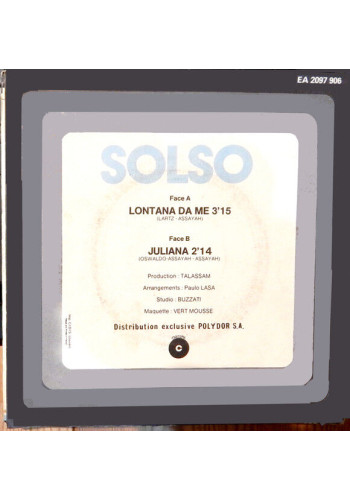 EA 2097 906
SOLSO
Face A
LONTANA DA ME 3'15
(LARTZ - ASSAYAH)
Face B
JULIANA 2'14
(OSWALDO-ASSAYAH - ASSAYAH)
Production : TALASSAM
Arrangements : Paulo LASA
Studio : BUZZATI
Maquette : VERT MOUSSE
Distribution exclusive POLYDOR S.A.
C